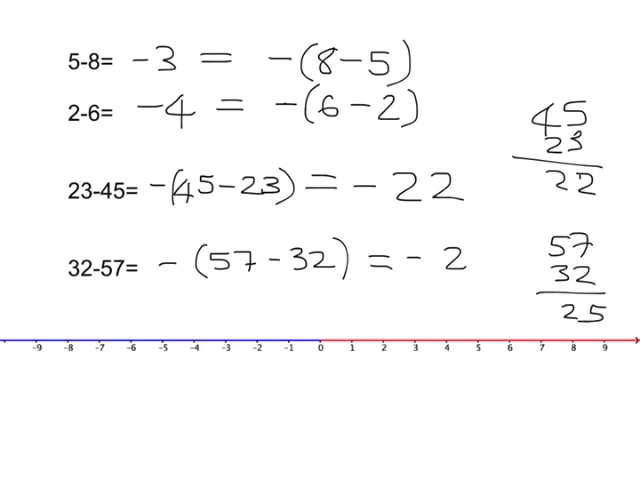 5-8= -3 = -(8-5)
2-6= -4 = -(6-2)
45
23
22
23-45= -(45-23) = -22
32-57= -(57-32) = -2
57
32
25
-9 -8 -7 -6 -5 -4 -3 -2 -1 0 1 2 3 4 5 6 7 8 9